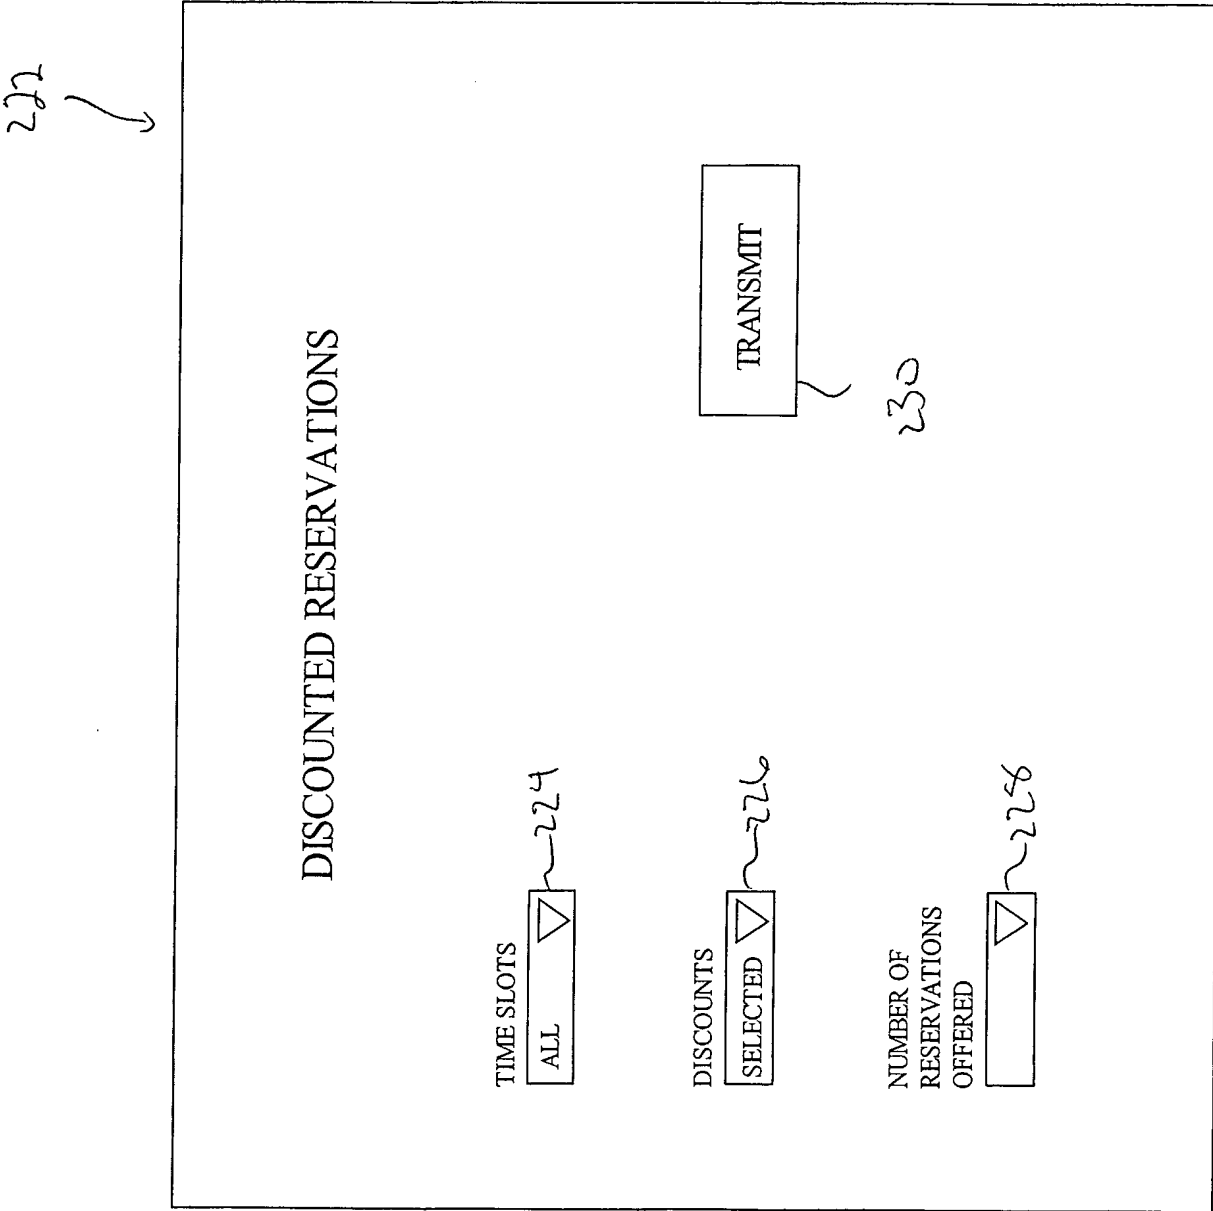 222
DISCOUNTED RESERVATIONS
TIME SLOTS
ALL
224
DISCOUNTS
SELECTED
226
TRANSMIT
230
NUMBER OF
RESERVATIONS
OFFERED
228